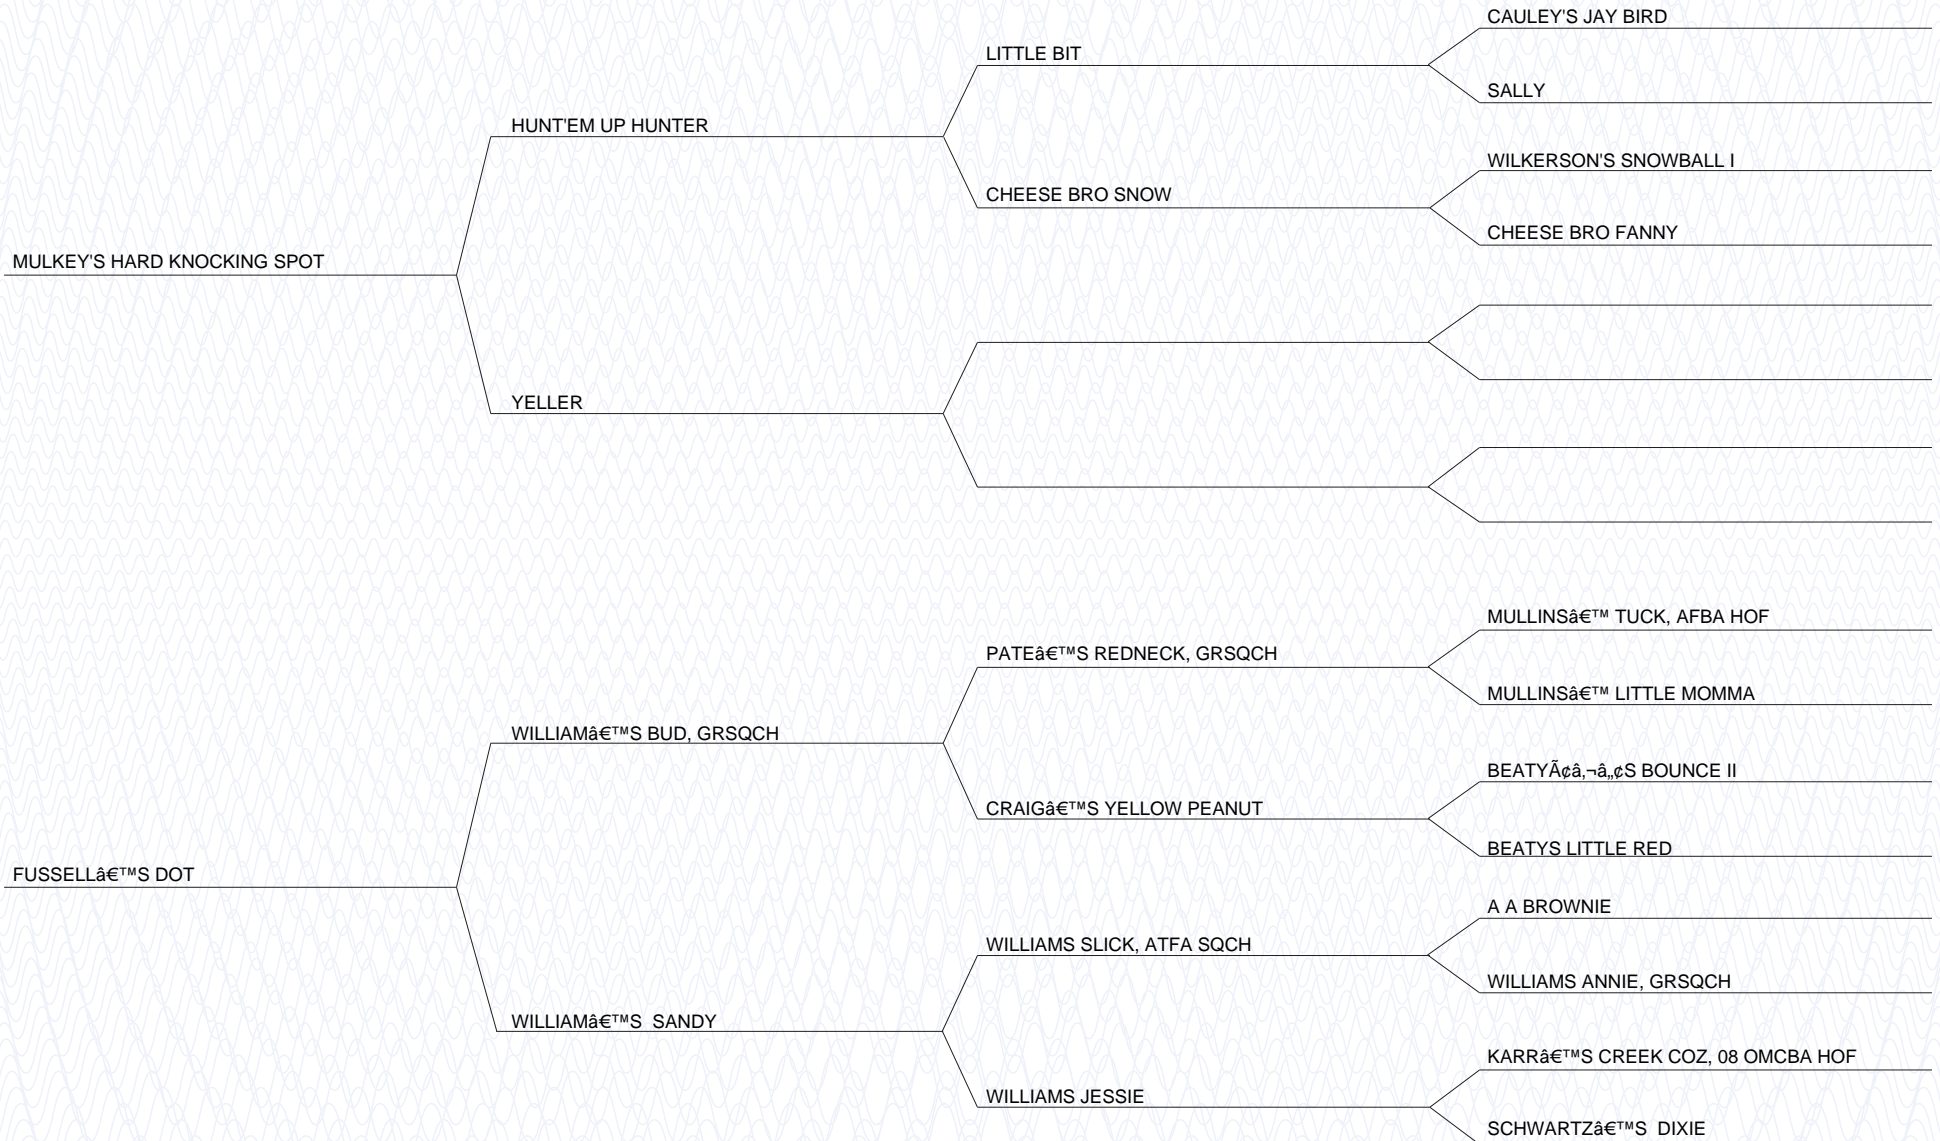 CAULEY'S JAY BIRD
LITTLE BIT
SALLY
HUNT'EM UP HUNTER
WILKERSON'S SNOWBALL I
CHEESE BRO SNOW
CHEESE BRO FANNY
MULKEY'S HARD KNOCKING SPOT
YELLER
MULLINSâ€™ TUCK, AFBA HOF
PATEâ€™S REDNECK, GRSQCH
MULLINSâ€™ LITTLE MOMMA
WILLIAMâ€™S BUD, GRSQCH
BEATYÃ¢â‚¬â„¢S BOUNCE II
CRAIGâ€™S YELLOW PEANUT
BEATYS LITTLE RED
FUSSELLâ€™S DOT
A A BROWNIE
WILLIAMS SLICK, ATFA SQCH
WILLIAMS ANNIE, GRSQCH
WILLIAMâ€™S  SANDY
KARRâ€™S CREEK COZ, 08 OMCBA HOF
WILLIAMS JESSIE
SCHWARTZâ€™S  DIXIE